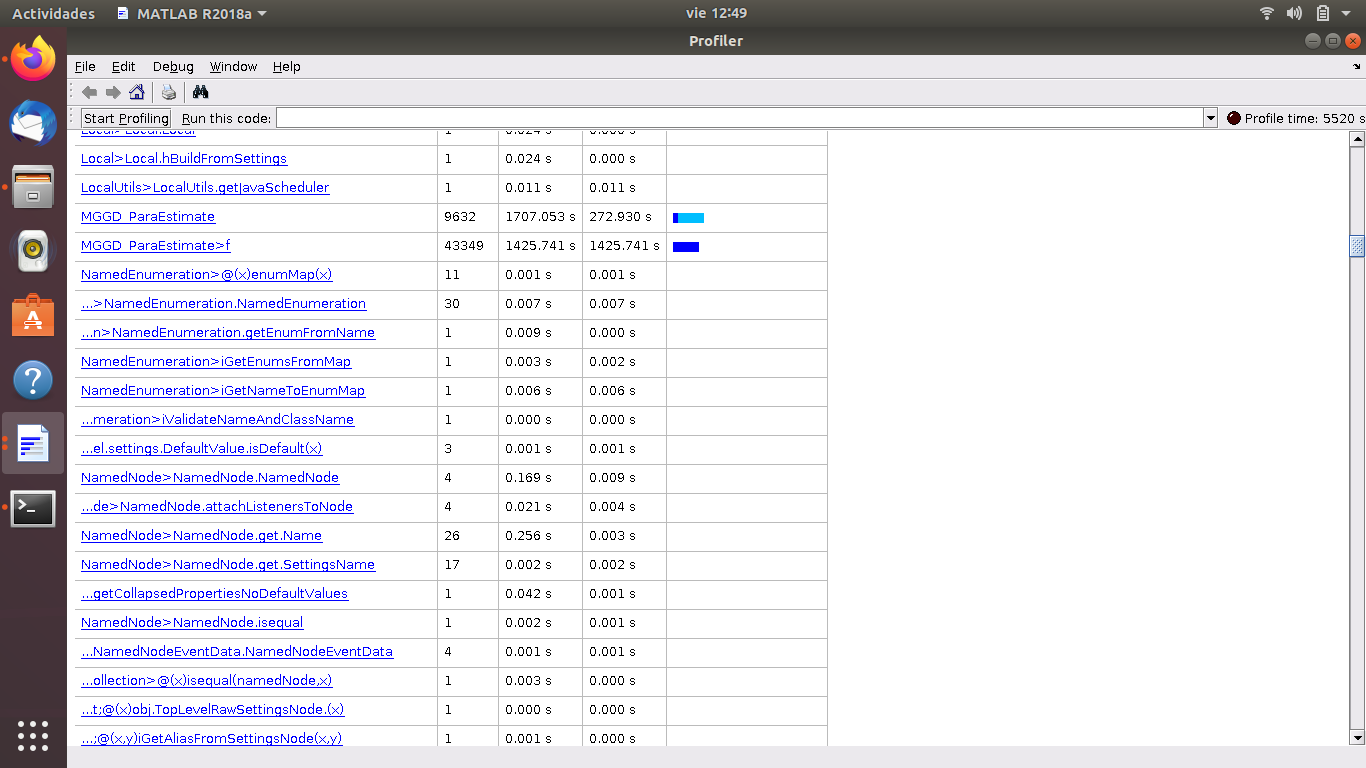 Actividades MATLAB R2018a vie 12:49
Profiler
File Edit Debug Window Help
Start Profiling Run this code: Profile time: 5520 s
Local>Local.Local 1 0.024 s 0.000 s
Local>Local.hBuildFromSettings 1 0.024 s 0.000 s
LocalUtils>LocalUtils.getJavaScheduler 1 0.011 s 0.011 s
MGGD_ParaEstimate 9632 1707.053 s 272.930 s
MGGD_ParaEstimate>f 43349 1425.741 s 1425.741 s
NamedEnumeration>@(x)enumMap(x) 11 0.001 s 0.001 s
...>NamedEnumeration.NamedEnumeration 30 0.007 s 0.007 s
...n>NamedEnumeration.getEnumFromName 1 0.009 s 0.000 s
NamedEnumeration>iGetEnumsFromMap 1 0.003 s 0.002 s
NamedEnumeration>iGetNameToEnumMap 1 0.006 s 0.006 s
...meration>iValidateNameAndClassName 1 0.000 s 0.000 s
...el.settings.DefaultValue.isDefault(x) 3 0.001 s 0.001 s
NamedNode>NamedNode.NamedNode 4 0.169 s 0.009 s
...de>NamedNode.attachListenersToNode 4 0.021 s 0.004 s
NamedNode>NamedNode.get.Name 26 0.256 s 0.003 s
NamedNode>NamedNode.get.SettingsName 17 0.002 s 0.002 s
...getCollapsedPropertiesNoDefaultValues 1 0.042 s 0.001 s
NamedNode>NamedNode.isequal 1 0.002 s 0.001 s
...NamedNodeEventData.NamedNodeEventData 4 0.001 s 0.001 s
...ollection>@(x)isequal(namedNode,x) 1 0.003 s 0.000 s
...t;@(x)obj.TopLevelRawSettingsNode.(x) 1 0.000 s 0.000 s
...;@(x,y)iGetAliasFromSettingsNode(x,y) 1 0.001 s 0.000 s